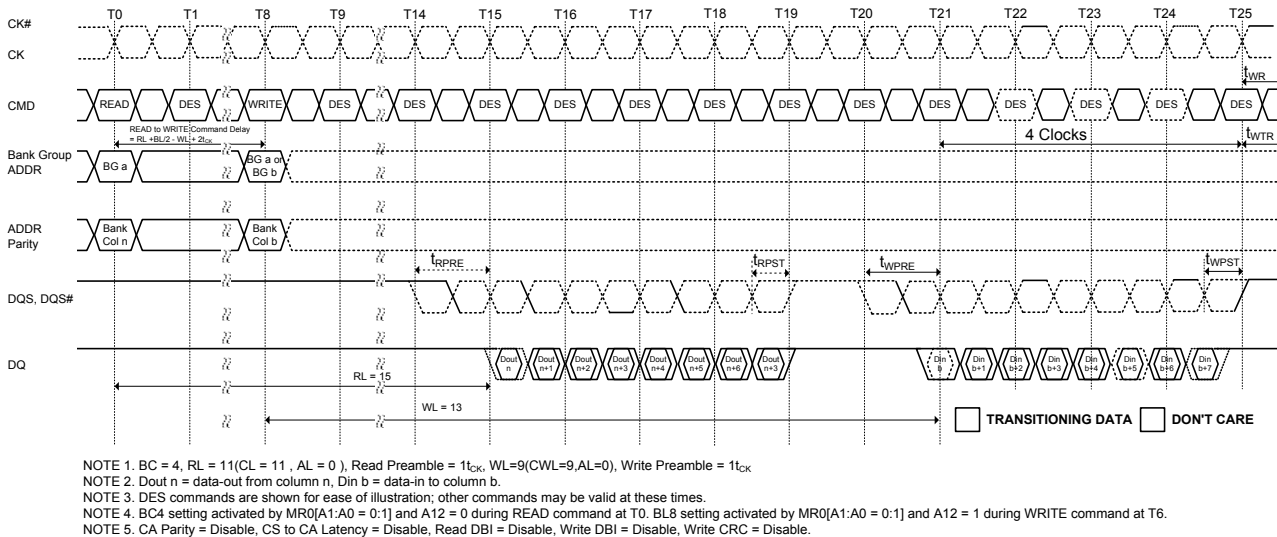 T0 T1 T8 T9 T14 T15 T16 T17 T18 T19 T20 T21 T22 T23 T24 T25
CK#
CK
tWR
CMD READ DES WRITE DES DES DES DES DES DES DES DES DES DES DES DES DES
READ to WRITE Command Delay
= RL +BL/2 - WL + 2tCK
4 Clocks tWTR
Bank Group
ADDR
BG a
BG a or
BG b
ADDR
Parity
Bank
Col n
Bank
Col b
tRPRE tRPST tWPRE tWPST
DQS, DQS#
DQ
Dout
n
Dout
n+1
Dout
n+2
Dout
n+3
Dout
n+4
Dout
n+5
Dout
n+6
Dout
n+3
Din
b
Din
b+1
Din
b+2
Din
b+3
Din
b+4
Din
b+5
Din
b+6
Din
b+7
RL = 15
WL = 13
TRANSITIONING DATA DON'T CARE
NOTE 1. BC = 4, RL = 11(CL = 11 , AL = 0 ), Read Preamble = 1tCK, WL=9(CWL=9,AL=0), Write Preamble = 1tCK
NOTE 2. Dout n = data-out from column n, Din b = data-in to column b.
NOTE 3. DES commands are shown for ease of illustration; other commands may be valid at these times.
NOTE 4. BC4 setting activated by MR0[A1:A0 = 0:1] and A12 = 0 during READ command at T0. BL8 setting activated by MR0[A1:A0 = 0:1] and A12 = 1 during WRITE command at T6.
NOTE 5. CA Parity = Disable, CS to CA Latency = Disable, Read DBI = Disable, Write DBI = Disable, Write CRC = Disable.